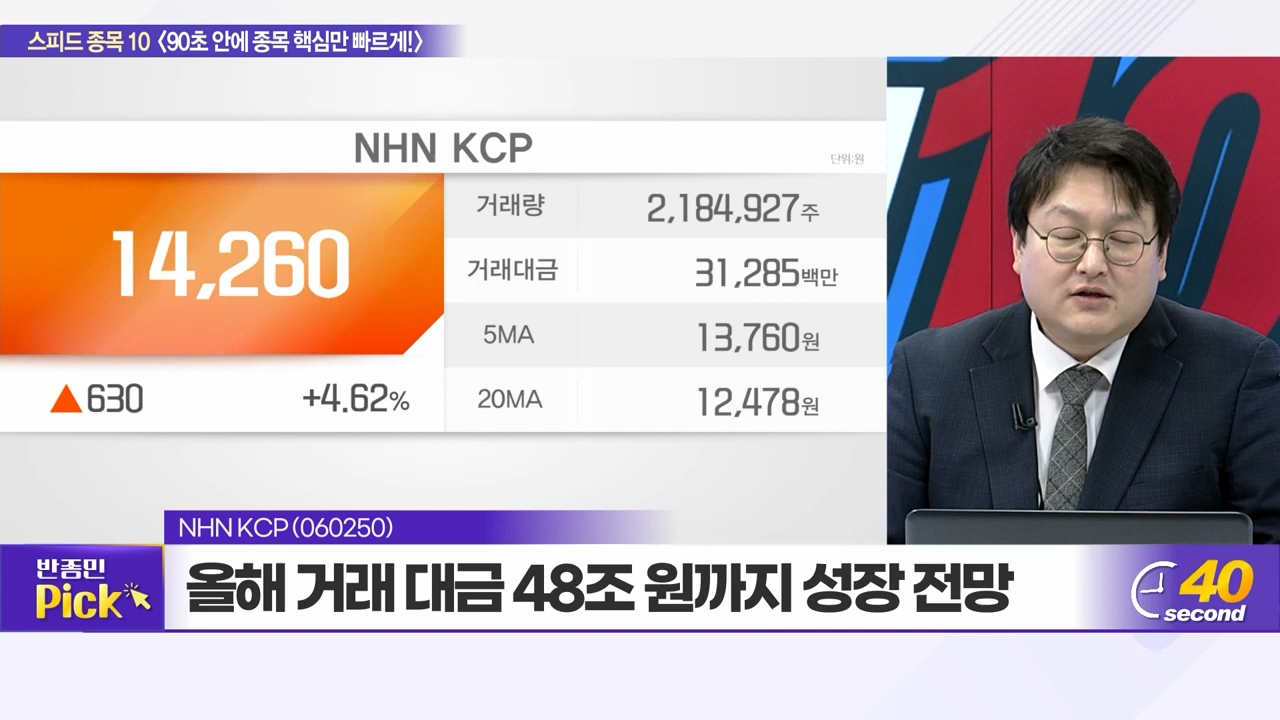 스피드 종목 10 <90초 안에 종목 핵심만 빠르게!>
NHN KCP
단위:원
14,260
▲630 +4.62%
거래량 2,184,927주
거래대금 31,285백만
5MA 13,760원
20MA 12,478원
10
NHN KCP (060250)
반종민
Pick
올해 거래 대금 48조 원까지 성장 전망
40
second